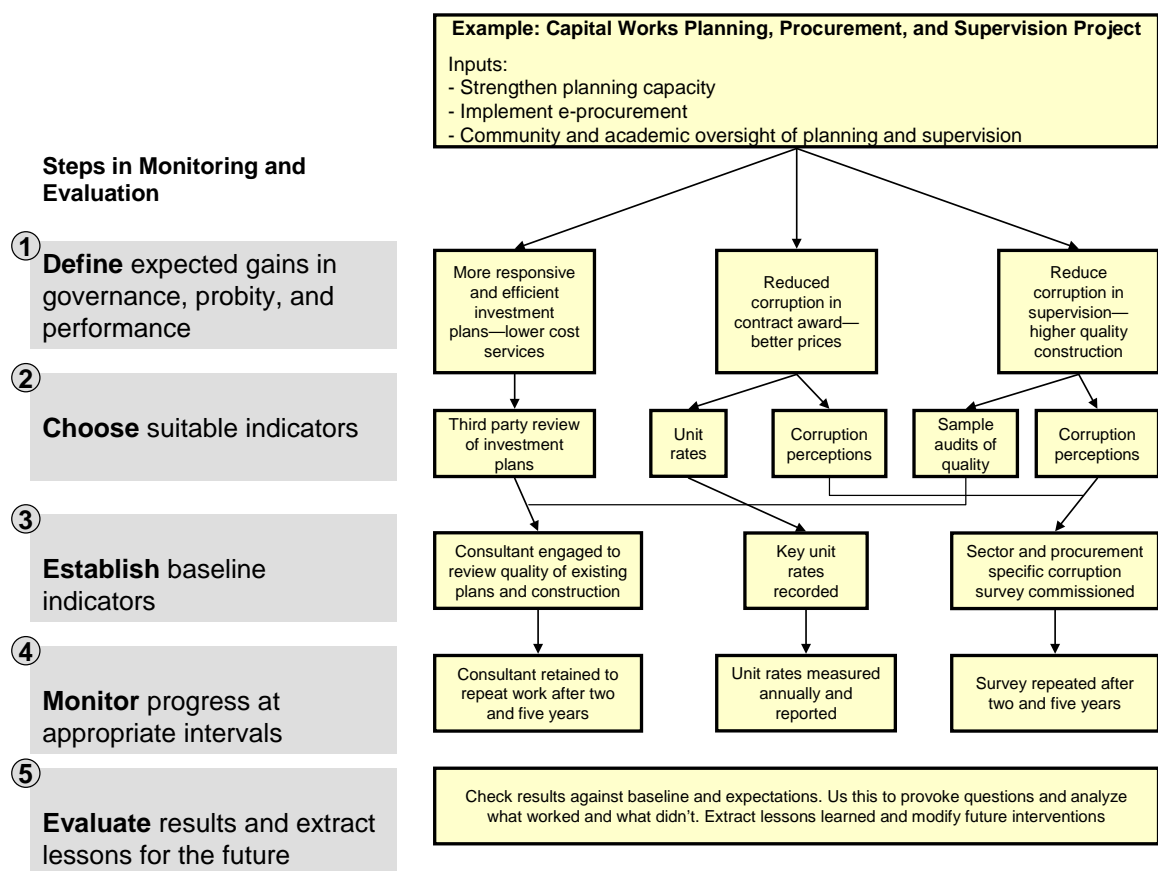 Example: Capital Works Planning, Procurement, and Supervision Project
Inputs:
- Strengthen planning capacity
- Implement e-procurement
- Community and academic oversight of planning and supervision
Steps in Monitoring and
Evaluation
1
Define expected gains in
governance, probity, and
performance
More responsive
and efficient
investment
plans—lower cost
services
Reduced
corruption in
contract award—
better prices
Reduce
corruption in
supervision—
higher quality
construction
2
Choose suitable indicators
Third party review
of investment
plans
Unit
rates
Corruption
perceptions
Sample
audits of
quality
Corruption
perceptions
3
Establish baseline
indicators
Consultant engaged to
review quality of existing
plans and construction
Key unit
rates
recorded
Sector and procurement
specific corruption
survey commissioned
4
Monitor progress at
appropriate intervals
Consultant retained to
repeat work after two
and five years
Unit rates measured
annually and
reported
Survey repeated after
two and five years
5
Evaluate results and extract
lessons for the future
Check results against baseline and expectations. Us this to provoke questions and analyze
what worked and what didn't. Extract lessons learned and modify future interventions